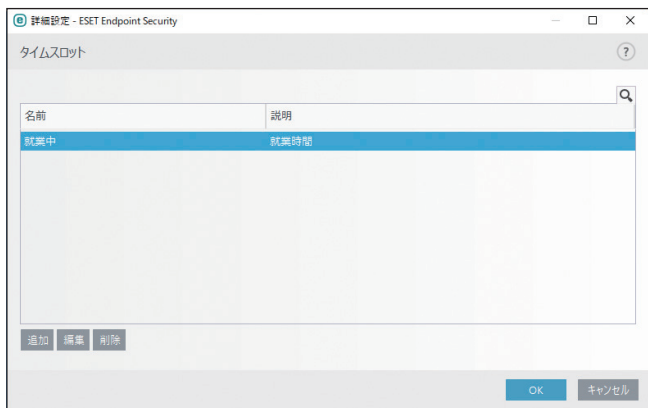 詳細設定 - ESET Endpoint Security
タイムスロット
名前 説明
就業中 就業時間
追加 編集 削除
OK キャンセル